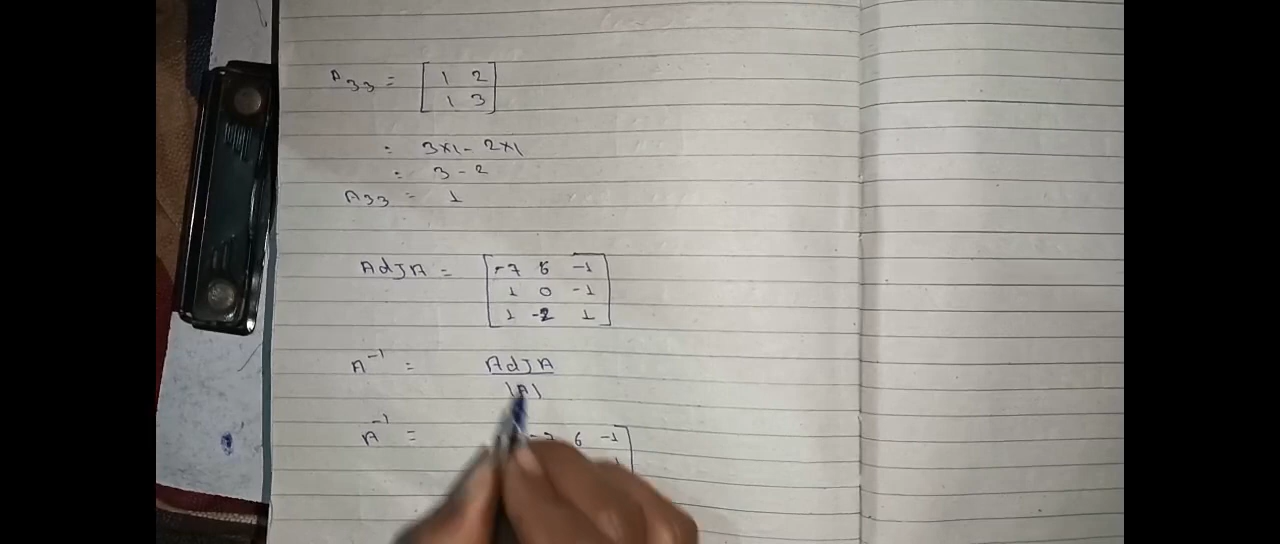 A33 = [ 1 2
1 3 ]
= 3×1 - 2×1
= 3 - 2
A33 = 1
AdJA = [ -7 6 -1
1 0 -1
1 -2 1 ]
A⁻¹ = AdJA
|A|
A⁻¹ = -7 6 -1 ]